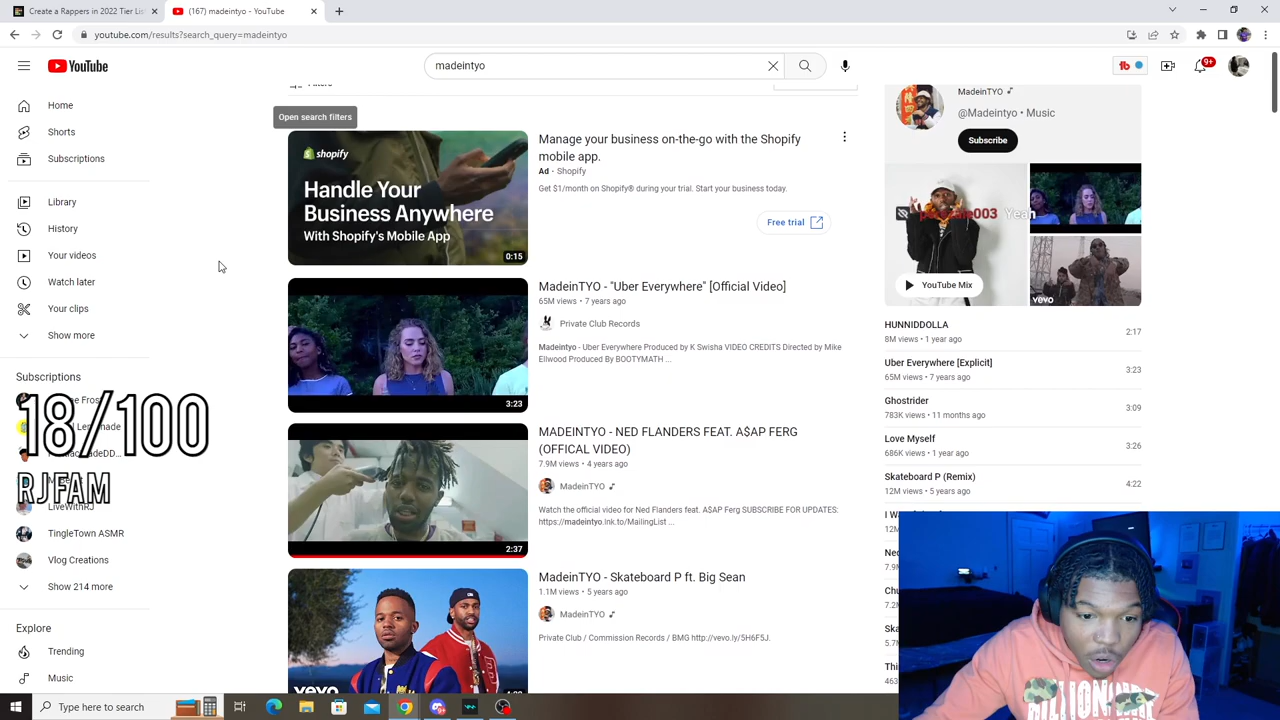 Create a Rappers in 2022 Tier Lis
(167) madeintyo - YouTube
youtube.com/results?search_query=madeintyo
YouTube
madeintyo
9+
Home
Shorts
Subscriptions
Library
History
Your videos
Watch later
Your clips
Show more
Subscriptions
18/100
RJFAM
LiveWithRJ
TingleTown ASMR
Vlog Creations
Show 214 more
Explore
Trending
Music
Open search filters
shopify
Handle Your
Business Anywhere
With Shopify's Mobile App
0:15
Manage your business on-the-go with the Shopify
mobile app.
Ad • Shopify
Get $1/month on Shopify® during your trial. Start your business today.
Free trial
3:23
MadeinTYO - "Uber Everywhere" [Official Video]
65M views • 7 years ago
Private Club Records
Madeintyo - Uber Everywhere Produced by K Swisha VIDEO CREDITS Directed by Mike
Ellwood Produced By BOOTYMATH ...
2:37
MADEINTYO - NED FLANDERS FEAT. A$AP FERG
(OFFICAL VIDEO)
7.9M views • 4 years ago
MadeinTYO
Watch the official video for Ned Flanders feat. A$AP Ferg SUBSCRIBE FOR UPDATES:
https://madeintyo.lnk.to/MailingList ...
vevo
MadeinTYO - Skateboard P ft. Big Sean
1.1M views • 5 years ago
MadeinTYO
Private Club / Commission Records / BMG http://vevo.ly/5H6F5J.
MadeinTYO
@Madeintyo • Music
Subscribe
Yeah
YouTube Mix
vevo
HUNNIDDOLLA
8M views • 1 year ago
2:17
Uber Everywhere [Explicit]
65M views • 7 years ago
3:23
Ghostrider
783K views • 11 months ago
3:09
Love Myself
686K views • 1 year ago
3:26
Skateboard P (Remix)
12M views • 5 years ago
4:22
Type here to search